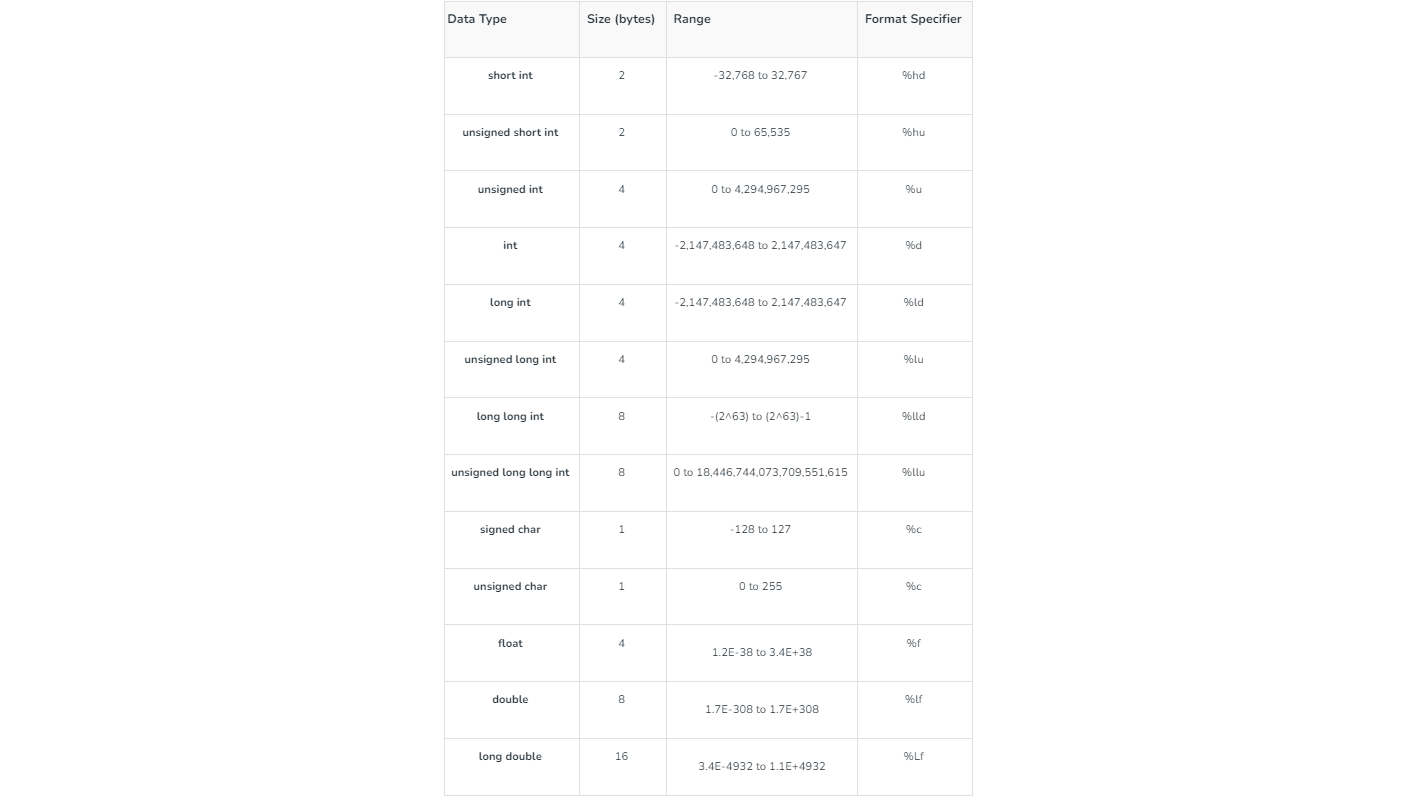 Data Type Size (bytes) Range Format Specifier
short int 2 -32,768 to 32,767 %hd
unsigned short int 2 0 to 65,535 %hu
unsigned int 4 0 to 4,294,967,295 %u
int 4 -2,147,483,648 to 2,147,483,647 %d
long int 4 -2,147,483,648 to 2,147,483,647 %ld
unsigned long int 4 0 to 4,294,967,295 %lu
long long int 8 -(2^63) to (2^63)-1 %lld
unsigned long long int 8 0 to 18,446,744,073,709,551,615 %llu
signed char 1 -128 to 127 %c
unsigned char 1 0 to 255 %c
float 4 1.2E-38 to 3.4E+38 %f
double 8 1.7E-308 to 1.7E+308 %lf
long double 16 3.4E-4932 to 1.1E+4932 %Lf